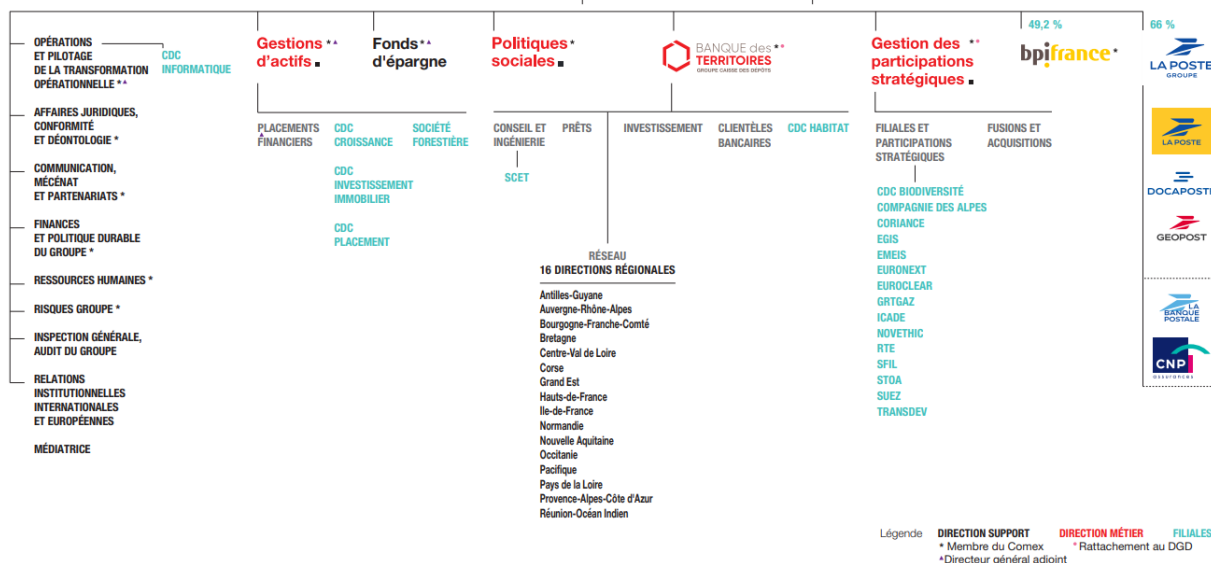 49,2 %
66 %
OPÉRATIONS
ET PILOTAGE
DE LA TRANSFORMATION
OPÉRATIONNELLE *▲
CDC
INFORMATIQUE
AFFAIRES JURIDIQUES,
CONFORMITÉ
ET DÉONTOLOGIE *
COMMUNICATION,
MÉCÉNAT
ET PARTENARIATS *
FINANCES
ET POLITIQUE DURABLE
DU GROUPE *
RESSOURCES HUMAINES *
RISQUES GROUPE *
INSPECTION GÉNÉRALE,
AUDIT DU GROUPE
RELATIONS
INSTITUTIONNELLES
INTERNATIONALES
ET EUROPÉENNES
MÉDIATRICE
Gestions *▲
d'actifs ■
PLACEMENTS
FINANCIERS
CDC
CROISSANCE
CDC
INVESTISSEMENT
IMMOBILIER
CDC
PLACEMENT
SOCIÉTÉ
FORESTIÈRE
Fonds *▲
d'épargne
Politiques *
sociales ■
BANQUE des **
TERRITOIRES
GROUPE CAISSE DES DÉPÔTS
CONSEIL ET
INGÉNIERIE
SCET
PRÊTS
INVESTISSEMENT
CLIENTÈLES
BANCAIRES
CDC HABITAT
RÉSEAU
16 DIRECTIONS RÉGIONALES
Antilles-Guyane
Auvergne-Rhône-Alpes
Bourgogne-Franche-Comté
Bretagne
Centre-Val de Loire
Corse
Grand Est
Hauts-de-France
Ile-de-France
Normandie
Nouvelle Aquitaine
Occitanie
Pacifique
Pays de la Loire
Provence-Alpes-Côte d'Azur
Réunion-Océan Indien
Gestion des **
participations
stratégiques ■
FILIALES ET
PARTICIPATIONS
STRATÉGIQUES
CDC BIODIVERSITÉ
COMPAGNIE DES ALPES
CORIANCE
EGIS
EMEIS
EURONEXT
EUROCLEAR
GRTGAZ
ICADE
NOVETHIC
RTE
SFIL
STOA
SUEZ
TRANSDEV
FUSIONS ET
ACQUISITIONS
bpifrance *
LA POSTE
GROUPE
LA POSTE
DOCAPOSTE
GEOPOST
LA
BANQUE
POSTALE
CNP
assurances
Légende DIRECTION SUPPORT DIRECTION MÉTIER FILIALES
* Membre du Comex * Rattachement au DGD
▲Directeur général adjoint